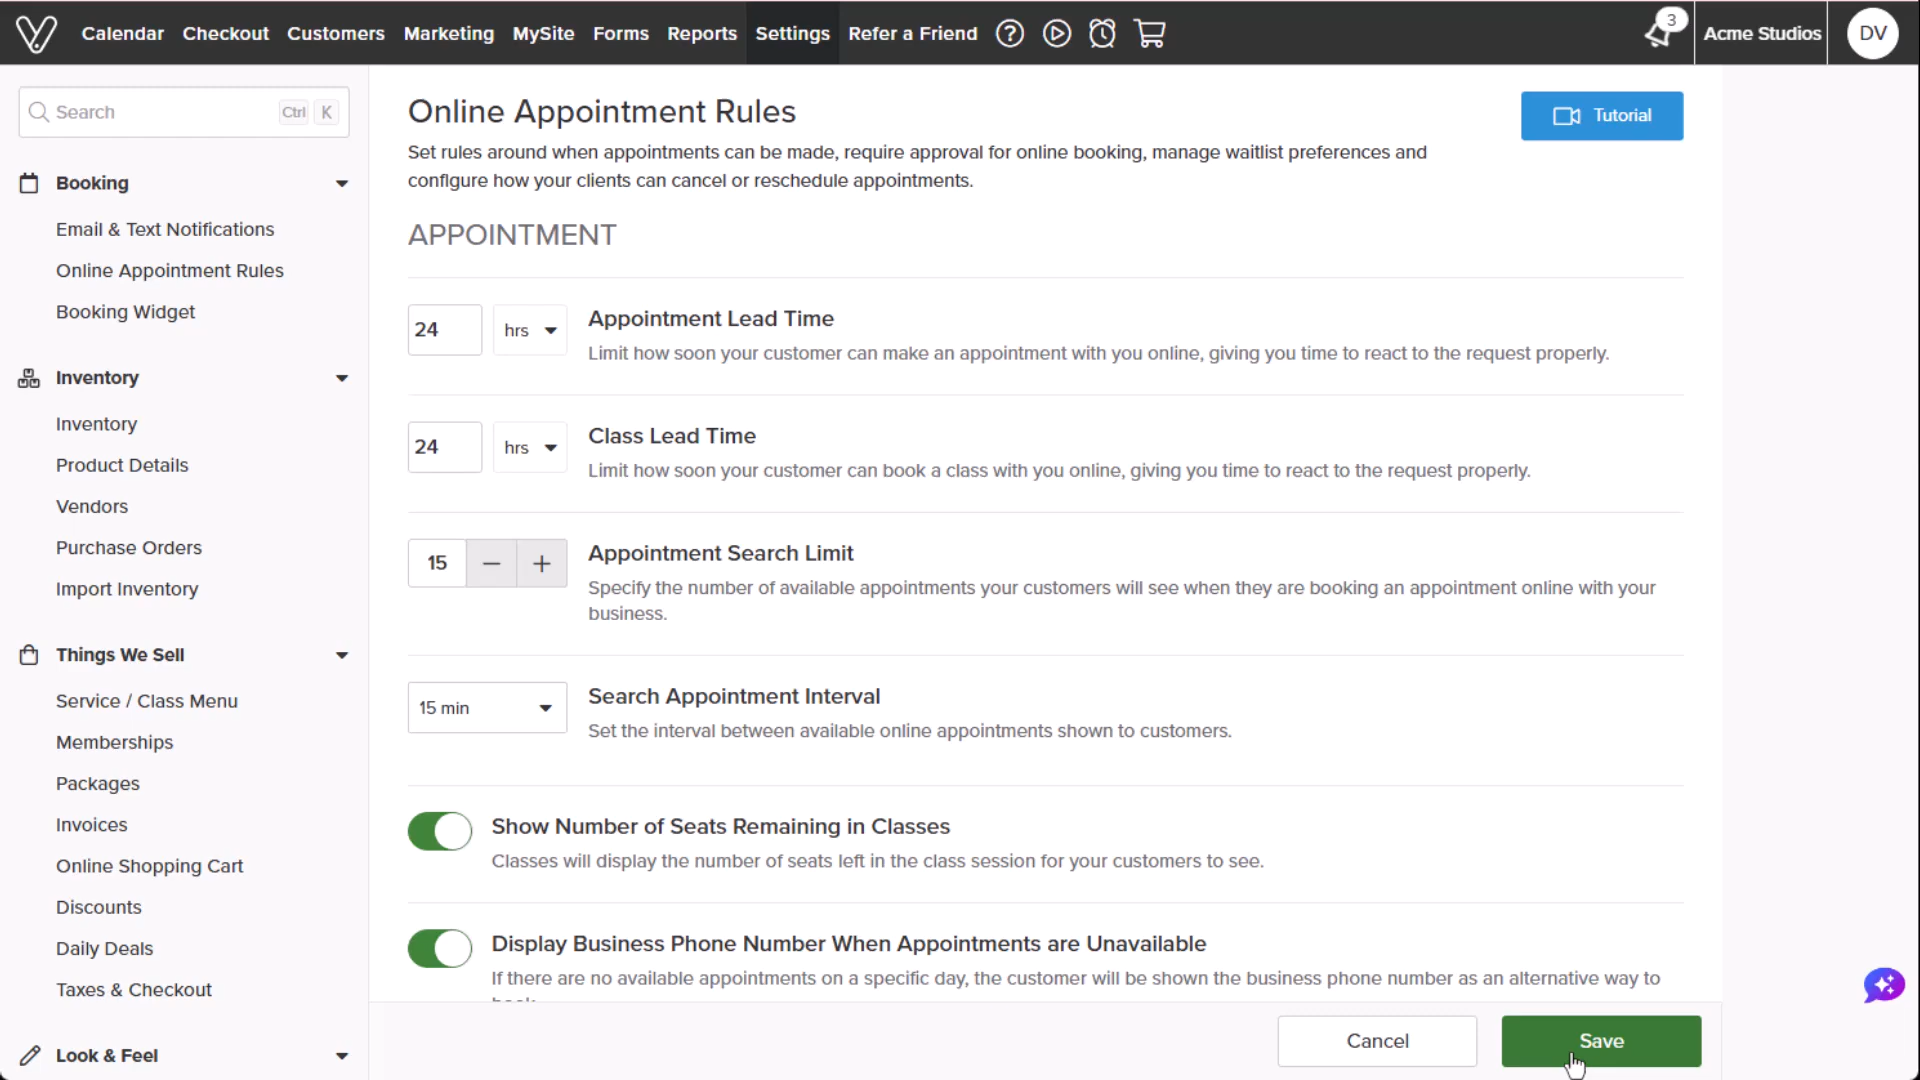 Calendar Checkout Customers Marketing MySite Forms Reports Settings Refer a Friend 3 Acme Studios DV
Search Ctrl K
Booking
Email & Text Notifications
Online Appointment Rules
Booking Widget
Inventory
Inventory
Product Details
Vendors
Purchase Orders
Import Inventory
Things We Sell
Service / Class Menu
Memberships
Packages
Invoices
Online Shopping Cart
Discounts
Daily Deals
Taxes & Checkout
Look & Feel
Online Appointment Rules
Tutorial
Set rules around when appointments can be made, require approval for online booking, manage waitlist preferences and
configure how your clients can cancel or reschedule appointments.
APPOINTMENT
24 hrs Appointment Lead Time
Limit how soon your customer can make an appointment with you online, giving you time to react to the request properly.
24 hrs Class Lead Time
Limit how soon your customer can book a class with you online, giving you time to react to the request properly.
15 − + Appointment Search Limit
Specify the number of available appointments your customers will see when they are booking an appointment online with your
business.
15 min Search Appointment Interval
Set the interval between available online appointments shown to customers.
Show Number of Seats Remaining in Classes
Classes will display the number of seats left in the class session for your customers to see.
Display Business Phone Number When Appointments are Unavailable
If there are no available appointments on a specific day, the customer will be shown the business phone number as an alternative way to
Cancel Save